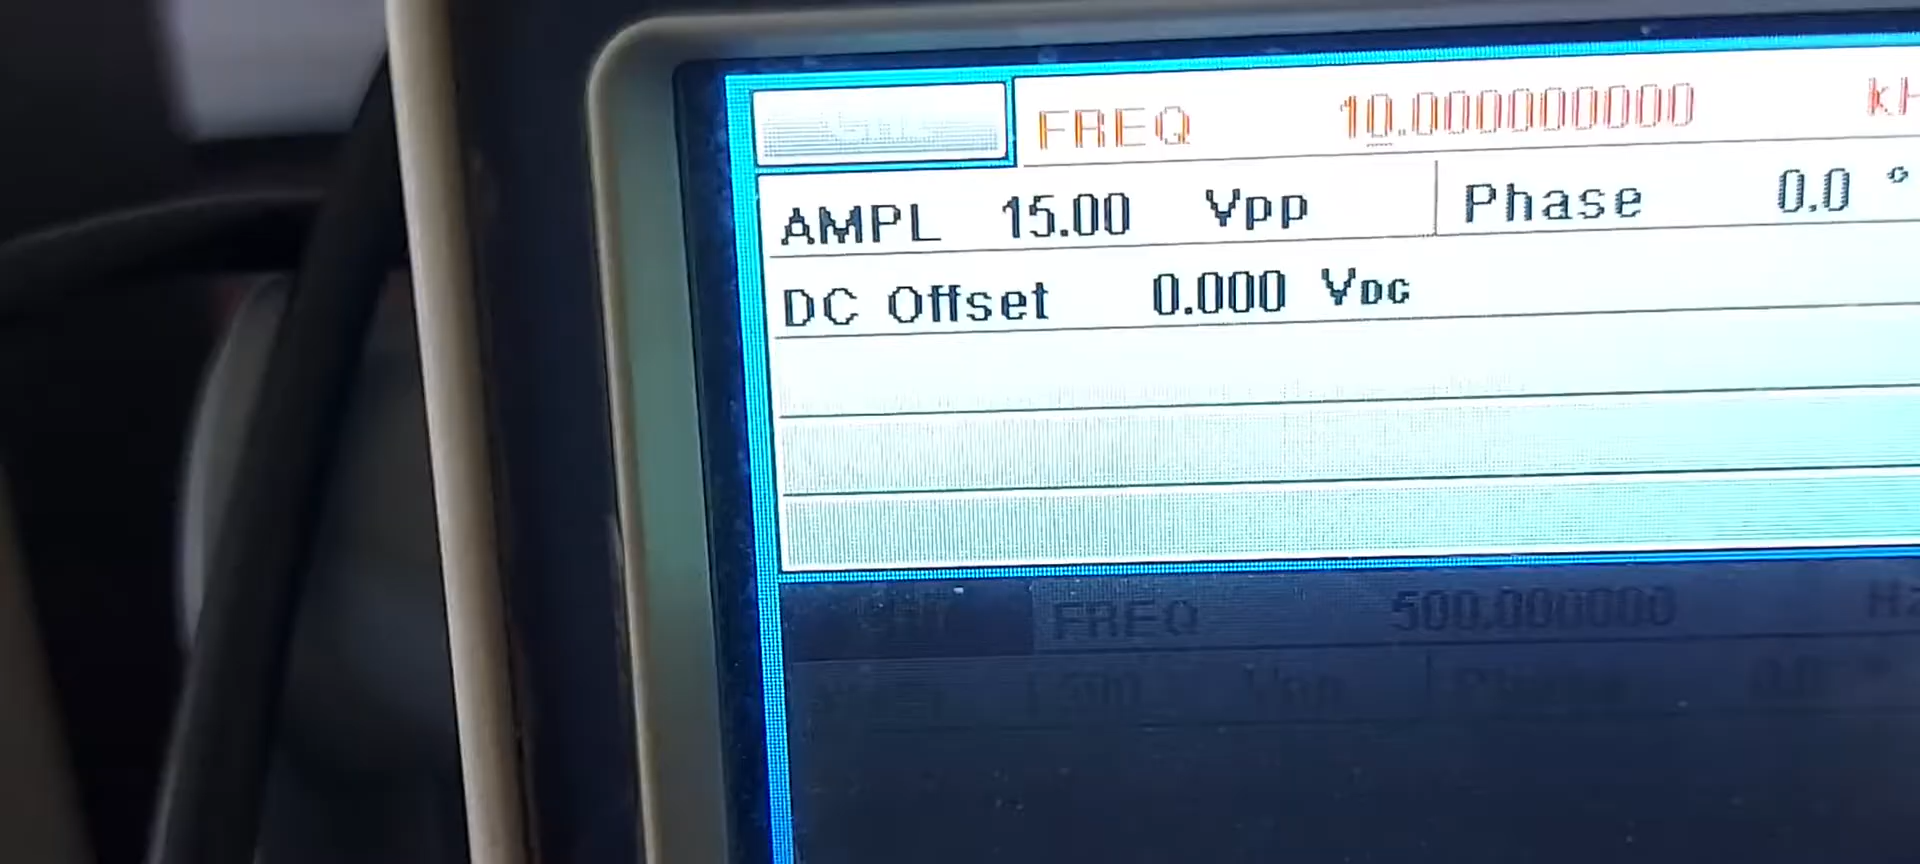 FREQ 10.000000000 kH
AMPL 15.00 Vpp Phase 0.0 °
DC Offset 0.000 VDC
FREQ 500.000000 Hz
Vpp